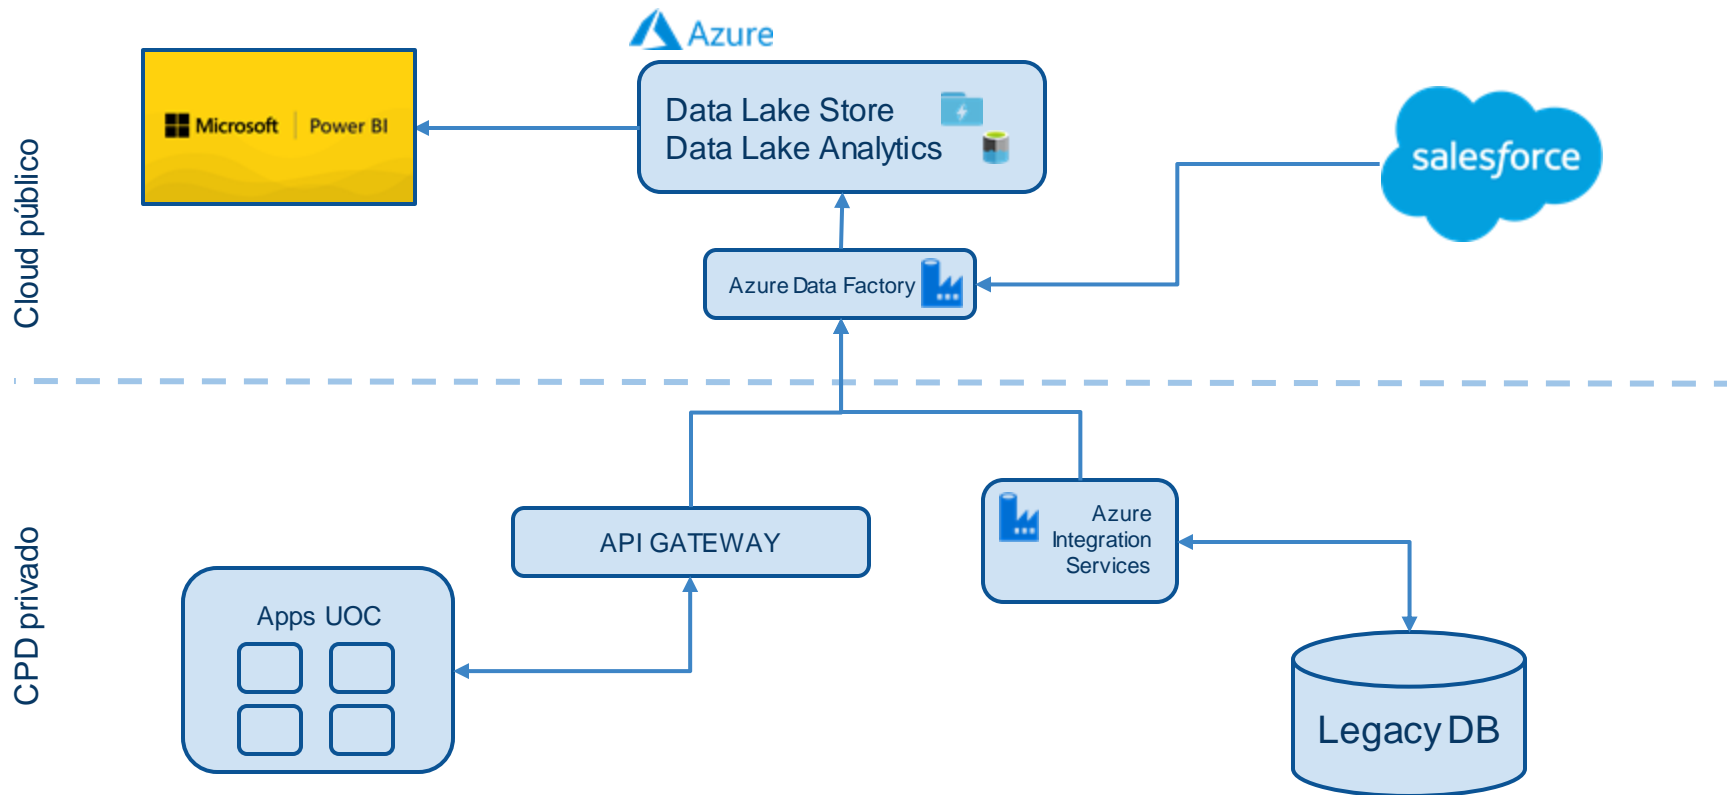 Azure
Microsoft Power BI
Data Lake Store
Data Lake Analytics
salesforce
Cloud público
Azure Data Factory
API GATEWAY
Azure
Integration
Services
CPD privado
Apps UOC
Legacy DB